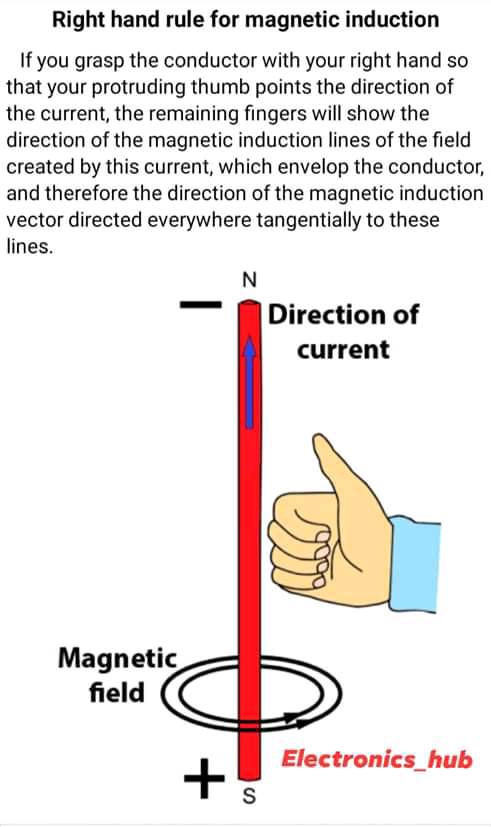 Right hand rule for magnetic induction
If you grasp the conductor with your right hand so
that your protruding thumb points the direction of
the current, the remaining fingers will show the
direction of the magnetic induction lines of the field
created by this current, which envelop the conductor,
and therefore the direction of the magnetic induction
vector directed everywhere tangentially to these
lines.
N
−
Direction of
current
Magnetic
field
Electronics_hub
+
S